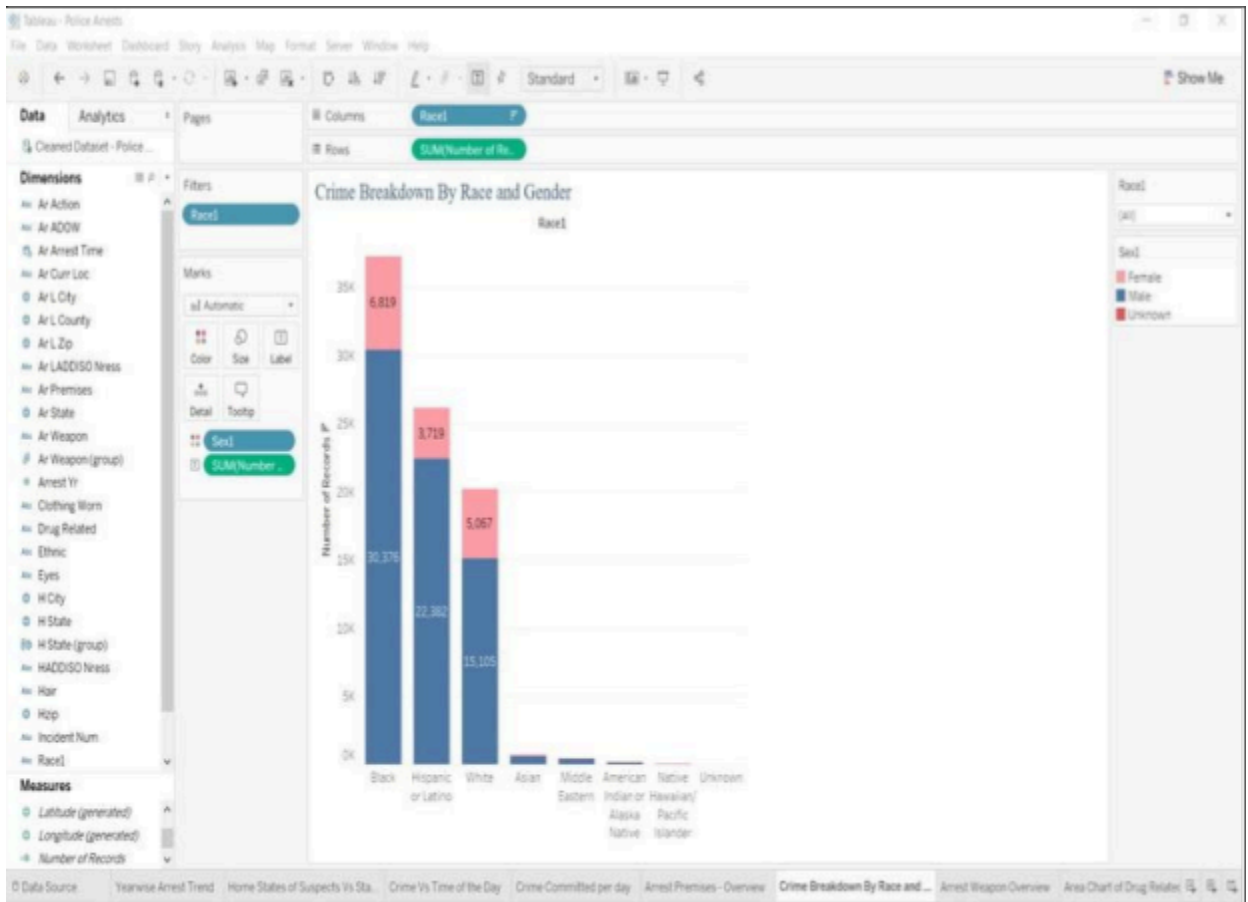 Tableau - Police Arrests
File Data Worksheet Dashboard Story Analysis Map Format Server Window Help
Standard
Show Me
Data Analytics
Pages
Columns Race1
Cleaned Dataset - Police ...
Rows SUM(Number of Re..
Dimensions
Filters
Race1
Ar Action
Ar ADOW
Ar Arrest Time
Ar Curr Loc
Ar L City
Ar L County
Ar L Zip
Ar LADDISO Nress
Ar Premises
Ar State
Ar Weapon
Ar Weapon (group)
Arrest Yr
Clothing Worn
Drug Related
Ethnic
Eyes
H City
H State
H State (group)
HADDISO Nress
Hair
Hzip
Incident Num
Race1
Measures
Latitude (generated)
Longitude (generated)
Number of Records
Marks
Automatic
Color Size Label
Detail Tooltip
Sex1
SUM(Number ..
Crime Breakdown By Race and Gender
Race1
Number of Records
35K
30K
25K
20K
15K
10K
5K
0K
6,819
30,376
3,719
22,382
5,067
15,105
Black
Hispanic or Latino
White
Asian
Middle Eastern
American Indian or Alaska Native
Native Hawaiian/ Pacific Islander
Unknown
Race1
(All)
Sex1
Female
Male
Unknown
Data Source Yearwise Arrest Trend Home States of Suspects Vs Sta... Crime Vs Time of the Day Crime Committed per day Arrest Premises - Overview Crime Breakdown By Race and ... Arrest Weapon Overview Area Chart of Drug Related